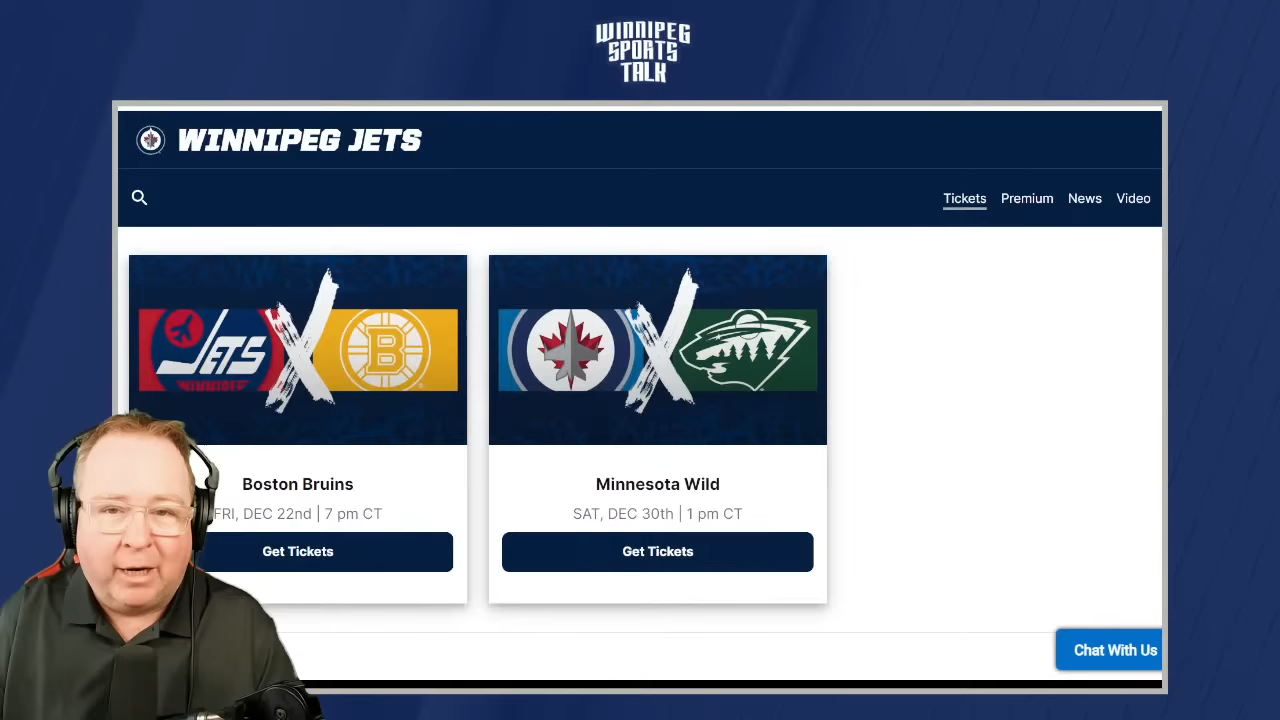 WINNIPEG
SPORTS
TALK
WINNIPEG JETS
Tickets Premium News Video
JETS
WINNIPEG
B
Boston Bruins
Minnesota Wild
FRI, DEC 22nd | 7 pm CT
SAT, DEC 30th | 1 pm CT
Get Tickets
Get Tickets
Chat With Us